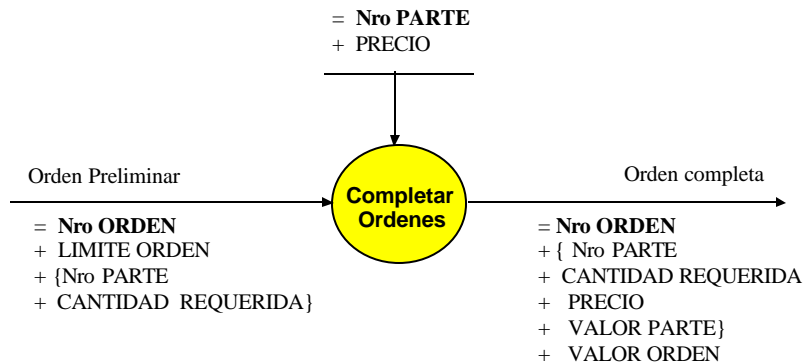 = Nro PARTE
+ PRECIO
Orden Preliminar
= Nro ORDEN
+ LIMITE ORDEN
+ {Nro PARTE
+ CANTIDAD REQUERIDA}
Completar
Ordenes
Orden completa
= Nro ORDEN
+ { Nro PARTE
+ CANTIDAD REQUERIDA
+ PRECIO
+ VALOR PARTE}
+ VALOR ORDEN